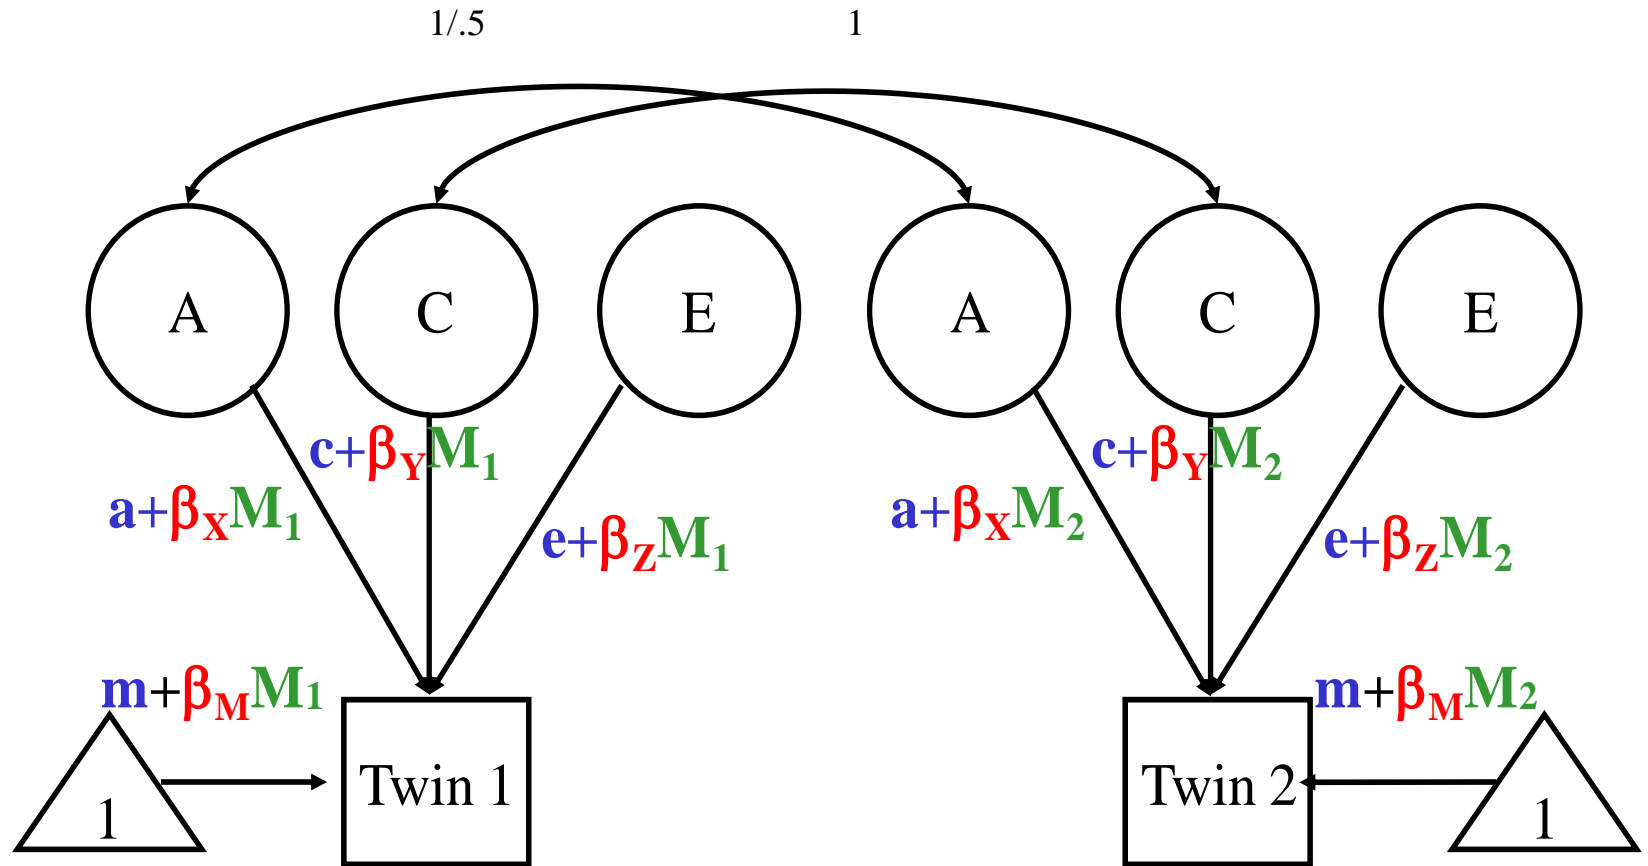 1/.5 1
A C E A C E
c+βYM1 c+βYM2
a+βXM1 a+βXM2
e+βZM1 e+βZM2
m+βMM1 m+βMM2
Twin 1 Twin 2
1 1